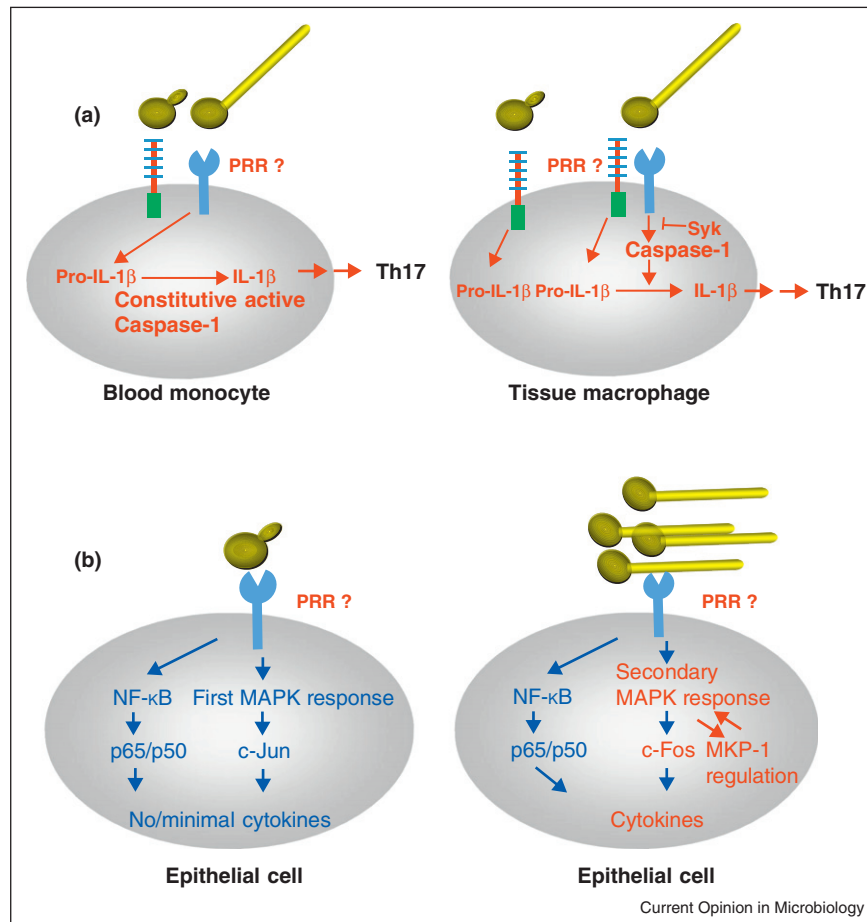 (a)
PRR ?
Pro-IL-1β IL-1β Th17
Constitutive active
Caspase-1
Blood monocyte
PRR ?
Syk
Caspase-1
Pro-IL-1β Pro-IL-1β IL-1β Th17
Tissue macrophage
(b)
PRR ?
NF-κB First MAPK response
p65/p50 c-Jun
No/minimal cytokines
Epithelial cell
PRR ?
Secondary
NF-κB MAPK response
p65/p50 c-Fos MKP-1
regulation
Cytokines
Epithelial cell
Current Opinion in Microbiology